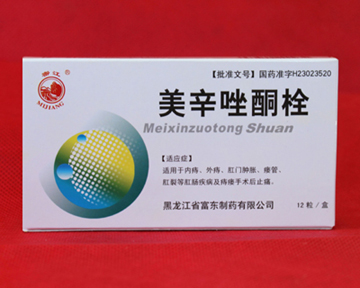 【批准文号】国药准字H23023520
MEIJIANG
美辛唑酮栓
Meixinzuotong Shuan
【适应症】
适用于内痔、外痔、肛门肿胀、瘘管、
肛裂等肛肠疾病及痔瘘手术后止痛。
黑龙江省富东制药有限公司
12粒/盒